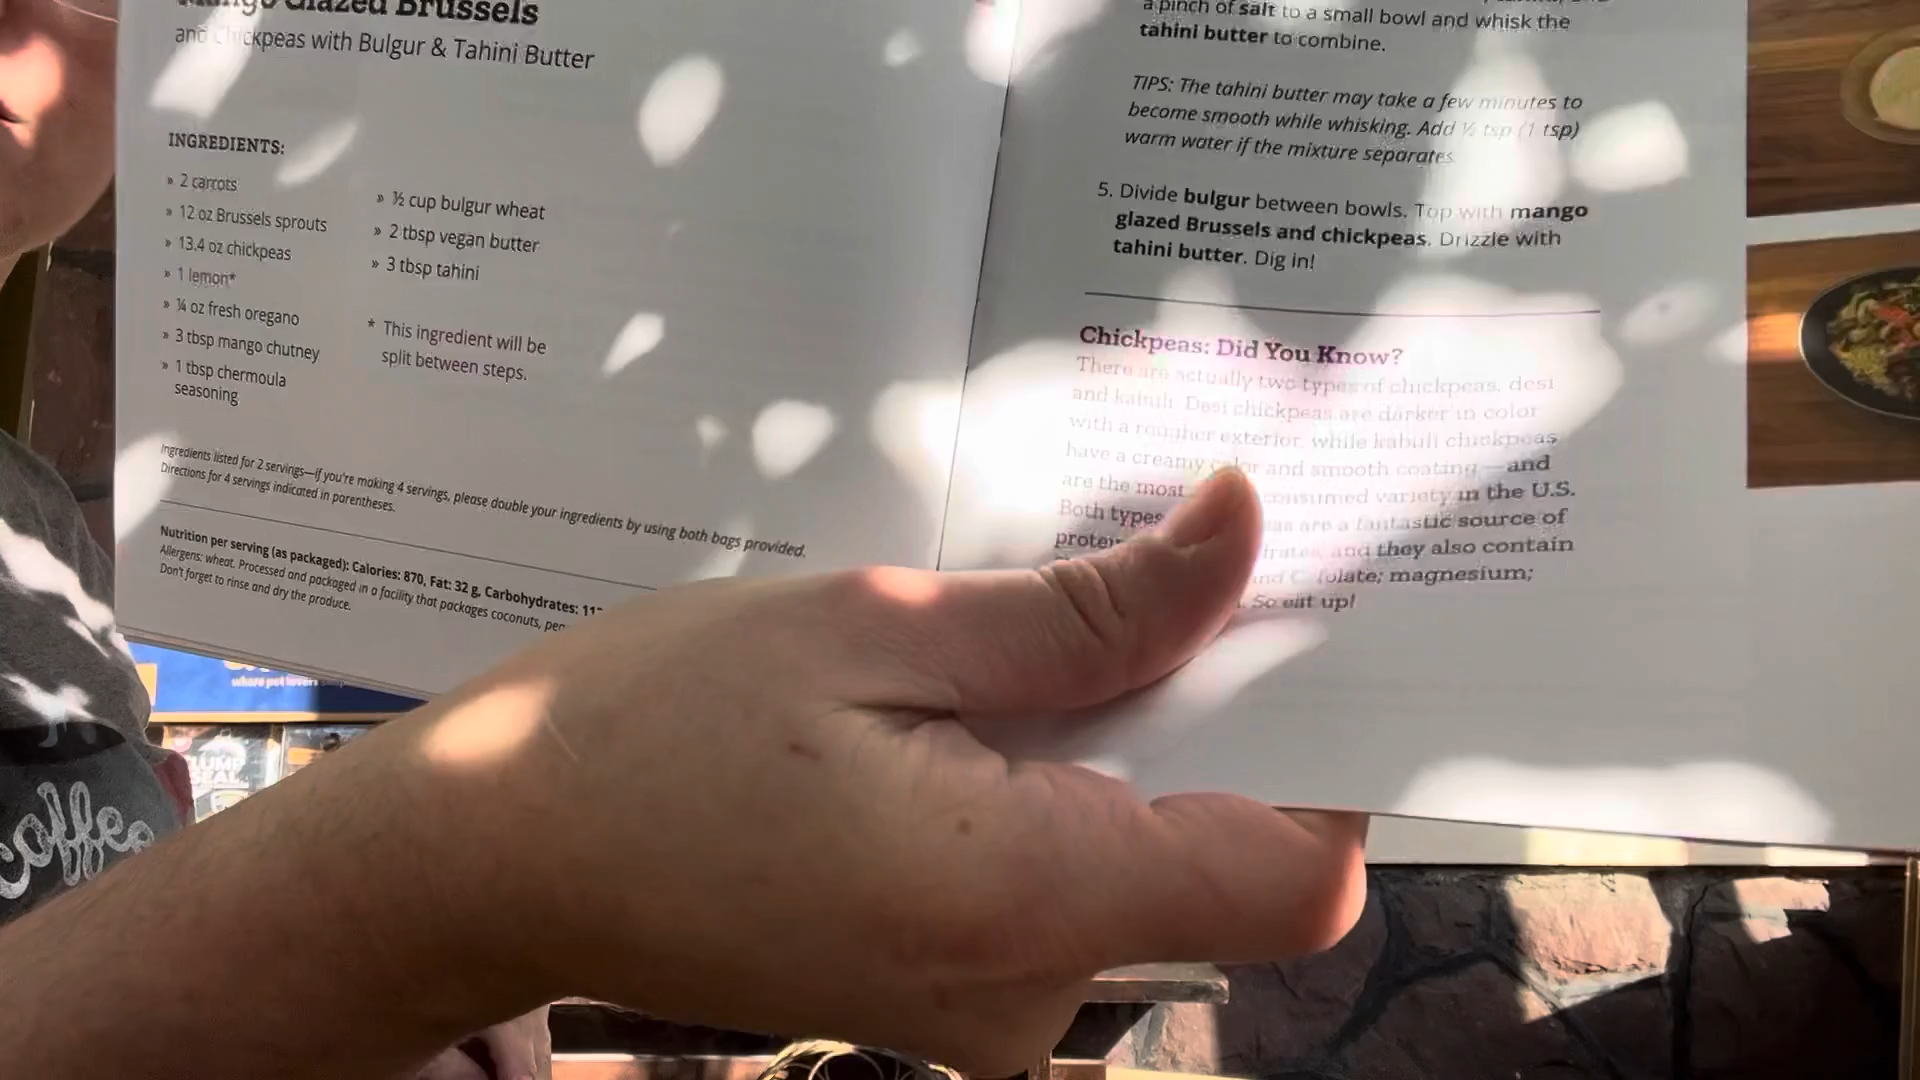 Mango Glazed Brussels
and Chickpeas with Bulgur & Tahini Butter
INGREDIENTS:
» 2 carrots
» 12 oz Brussels sprouts
» 13.4 oz chickpeas
» 1 lemon*
» ¼ oz fresh oregano
» 3 tbsp mango chutney
» 1 tbsp chermoula
seasoning
» ½ cup bulgur wheat
» 2 tbsp vegan butter
» 3 tbsp tahini
* This ingredient will be
split between steps.
Ingredients listed for 2 servings—if you're making 4 servings, please double your ingredients by using both bags provided.
Directions for 4 servings indicated in parentheses.
Nutrition per serving (as packaged): Calories: 870, Fat: 32 g, Carbohydrates:
Allergens: wheat. Processed and packaged in a facility that packages coconuts,
Don't forget to rinse and dry the produce.
a pinch of salt to a small bowl and whisk the
tahini butter to combine.
TIPS: The tahini butter may take a few minutes to
become smooth while whisking. Add ½ tsp (1 tsp)
warm water if the mixture separates.
5. Divide bulgur between bowls. Top with mango
glazed Brussels and chickpeas. Drizzle with
tahini butter. Dig in!
Chickpeas: Did You Know?
There are actually two types of chickpeas, desi
and kabuli. Desi chickpeas are darker in color
with a rougher exterior, while kabuli chickpeas
have a creamy color and smooth coating—and
are the most consumed variety in the U.S.
Both types are a fantastic source of
and they also contain
and C, folate; magnesium;
So eat up!
where pet lovers
coffee